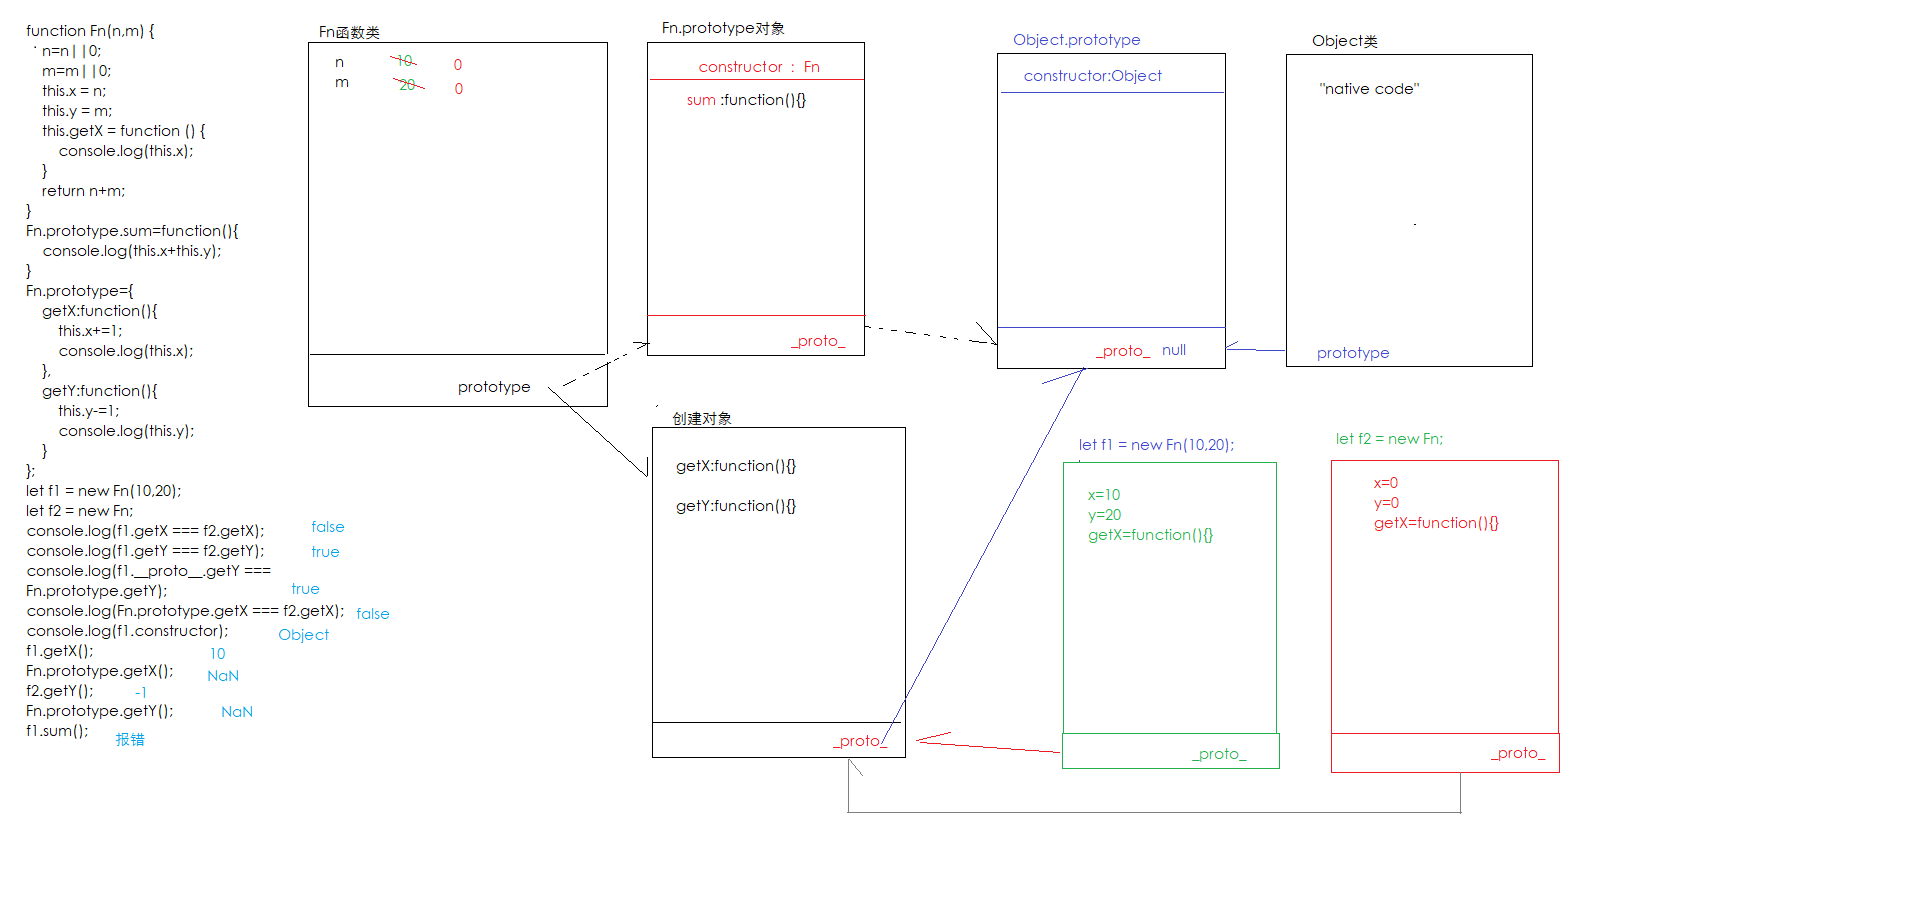 function Fn(n,m) {
n=n||0;
m=m||0;
this.x = n;
this.y = m;
this.getX = function () {
console.log(this.x);
}
return n+m;
}
Fn.prototype.sum=function(){
console.log(this.x+this.y);
}
Fn.prototype={
getX:function(){
this.x+=1;
console.log(this.x);
},
getY:function(){
this.y-=1;
console.log(this.y);
}
};
let f1 = new Fn(10,20);
let f2 = new Fn;
console.log(f1.getX === f2.getX); false
console.log(f1.getY === f2.getY); true
console.log(f1.__proto__.getY ===
Fn.prototype.getY); true
console.log(Fn.prototype.getX === f2.getX); false
console.log(f1.constructor); Object
f1.getX(); 10
Fn.prototype.getX(); NaN
f2.getY(); -1
Fn.prototype.getY(); NaN
f1.sum(); 报错
Fn函数类
n 10 0
m 20 0
prototype
Fn.prototype对象
constructor : Fn
sum :function(){}
_proto_
Object.prototype
constructor:Object
_proto_ null
Object类
"native code"
prototype
创建对象
getX:function(){}
getY:function(){}
_proto_
let f1 = new Fn(10,20);
x=10
y=20
getX=function(){}
_proto_
let f2 = new Fn;
x=0
y=0
getX=function(){}
_proto_